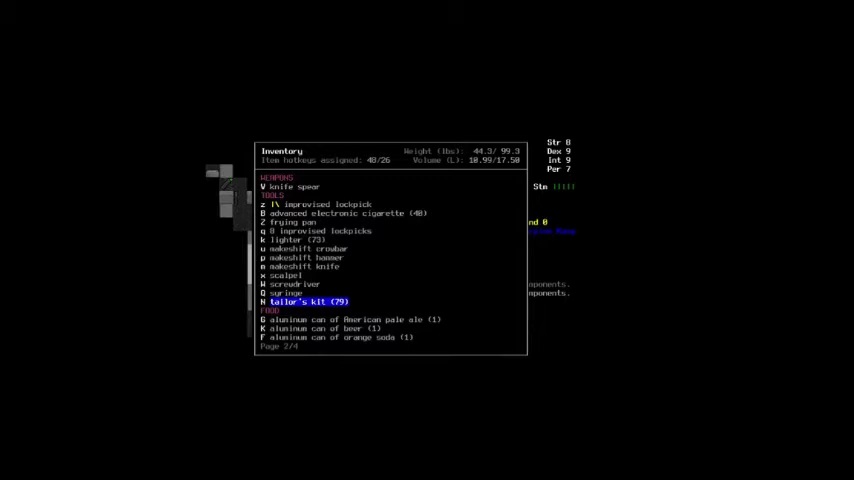 Inventory Weight (lbs): 44.3/ 99.3
Item hotkeys assigned: 48/26 Volume (L): 10.99/17.50
WEAPONS
V knife spear
TOOLS
z |\ improvised lockpick
B advanced electronic cigarette (40)
Z frying pan
q 8 improvised lockpicks
k lighter (73)
u makeshift crowbar
p makeshift hammer
m makeshift knife
x scalpel
W screwdriver
Q syringe
N tailor's kit (79)
FOOD
G aluminum can of American pale ale (1)
K aluminum can of beer (1)
F aluminum can of orange soda (1)
Page 2/4
Str 8
Dex 9
Int 9
Per 7
Stm |||||
nd 0
mponents.
mponents.